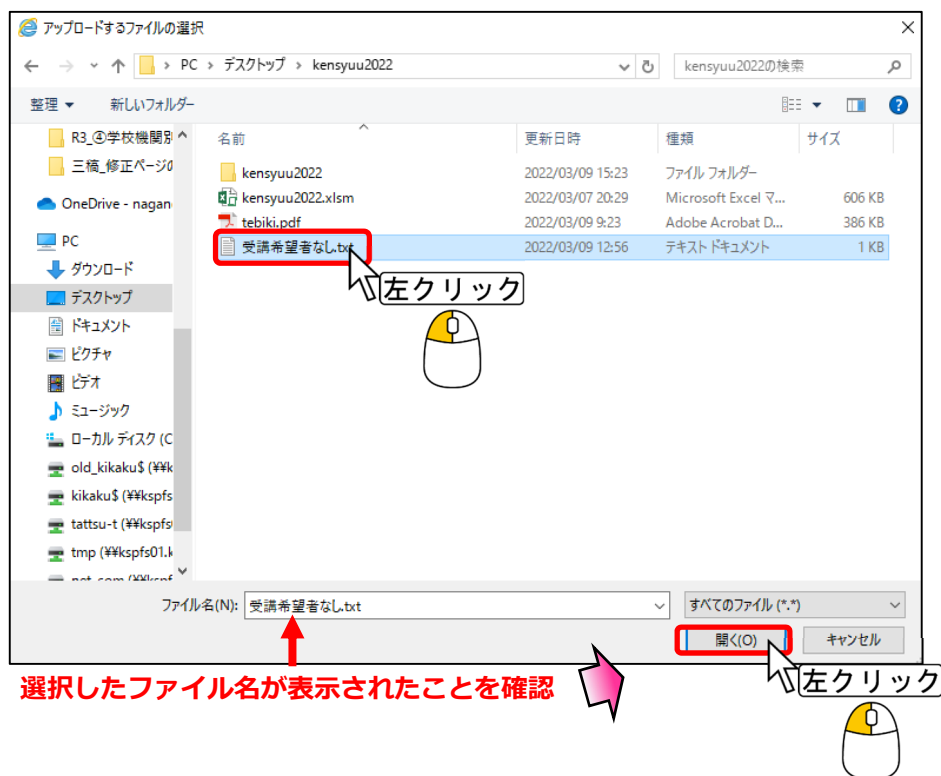 アップロードするファイルの選択
PC › デスクトップ › kensyuu2022
kensyuu2022の検索
整理 新しいフォルダー
名前 更新日時 種類 サイズ
kensyuu2022 2022/03/09 15:23 ファイル フォルダー
kensyuu2022.xlsm 2022/03/07 20:29 Microsoft Excel マ... 606 KB
tebiki.pdf 2022/03/09 9:23 Adobe Acrobat D... 386 KB
受講希望者なし.txt 2022/03/09 12:56 テキスト ドキュメント 1 KB
左クリック
R3_④学校機関別
三稿_修正ページの
OneDrive - nagan
PC
ダウンロード
デスクトップ
ドキュメント
ピクチャ
ビデオ
ミュージック
ローカル ディスク (C
old_kikaku$ (¥¥k
kikaku$ (¥¥kspfs
tattsu-t (¥¥kspfs
tmp (¥¥kspfs01.k
ファイル名(N): 受講希望者なし.txt すべてのファイル (*.*)
開く(O) キャンセル
選択したファイル名が表示されたことを確認
左クリック